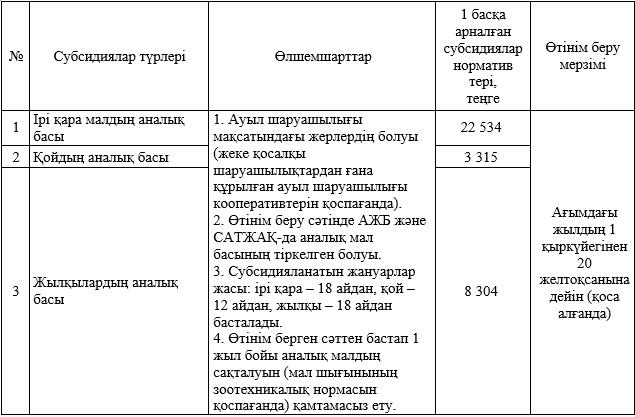 №
Субсидиялар түрлері
Өлшемшарттар
1 басқа
арналған
субсидиялар
норматив
тері,
теңге
Өтінім беру
мерзімі
1
Ірі қара малдың аналық
басы
22 534
2
Қойдың аналық басы
3 315
3
Жылқылардың аналық
басы
8 304
1. Ауыл шаруашылығы
мақсатындағы жерлердің болуы
(жеке қосалқы
шаруашылықтардан ғана
құрылған ауыл шаруашылығы
кооперативтерін қоспағанда).
2. Өтінім беру сәтінде АЖБ және
САТЖАҚ-да аналық мал
басының тіркелген болуы.
3. Субсидияланатын жануарлар
жасы: ірі қара – 18 айдан, қой –
12 айдан, жылқы – 18 айдан
басталады.
4. Өтінім берген сәттен бастап 1
жыл бойы аналық малдың
сақталуын (мал шығынының
зоотехникалық нормасын
қоспағанда) қамтамасыз ету.
Ағымдағы
жылдың 1
қыркүйегінен
20
желтоқсанына
дейін (қоса
алғанда)